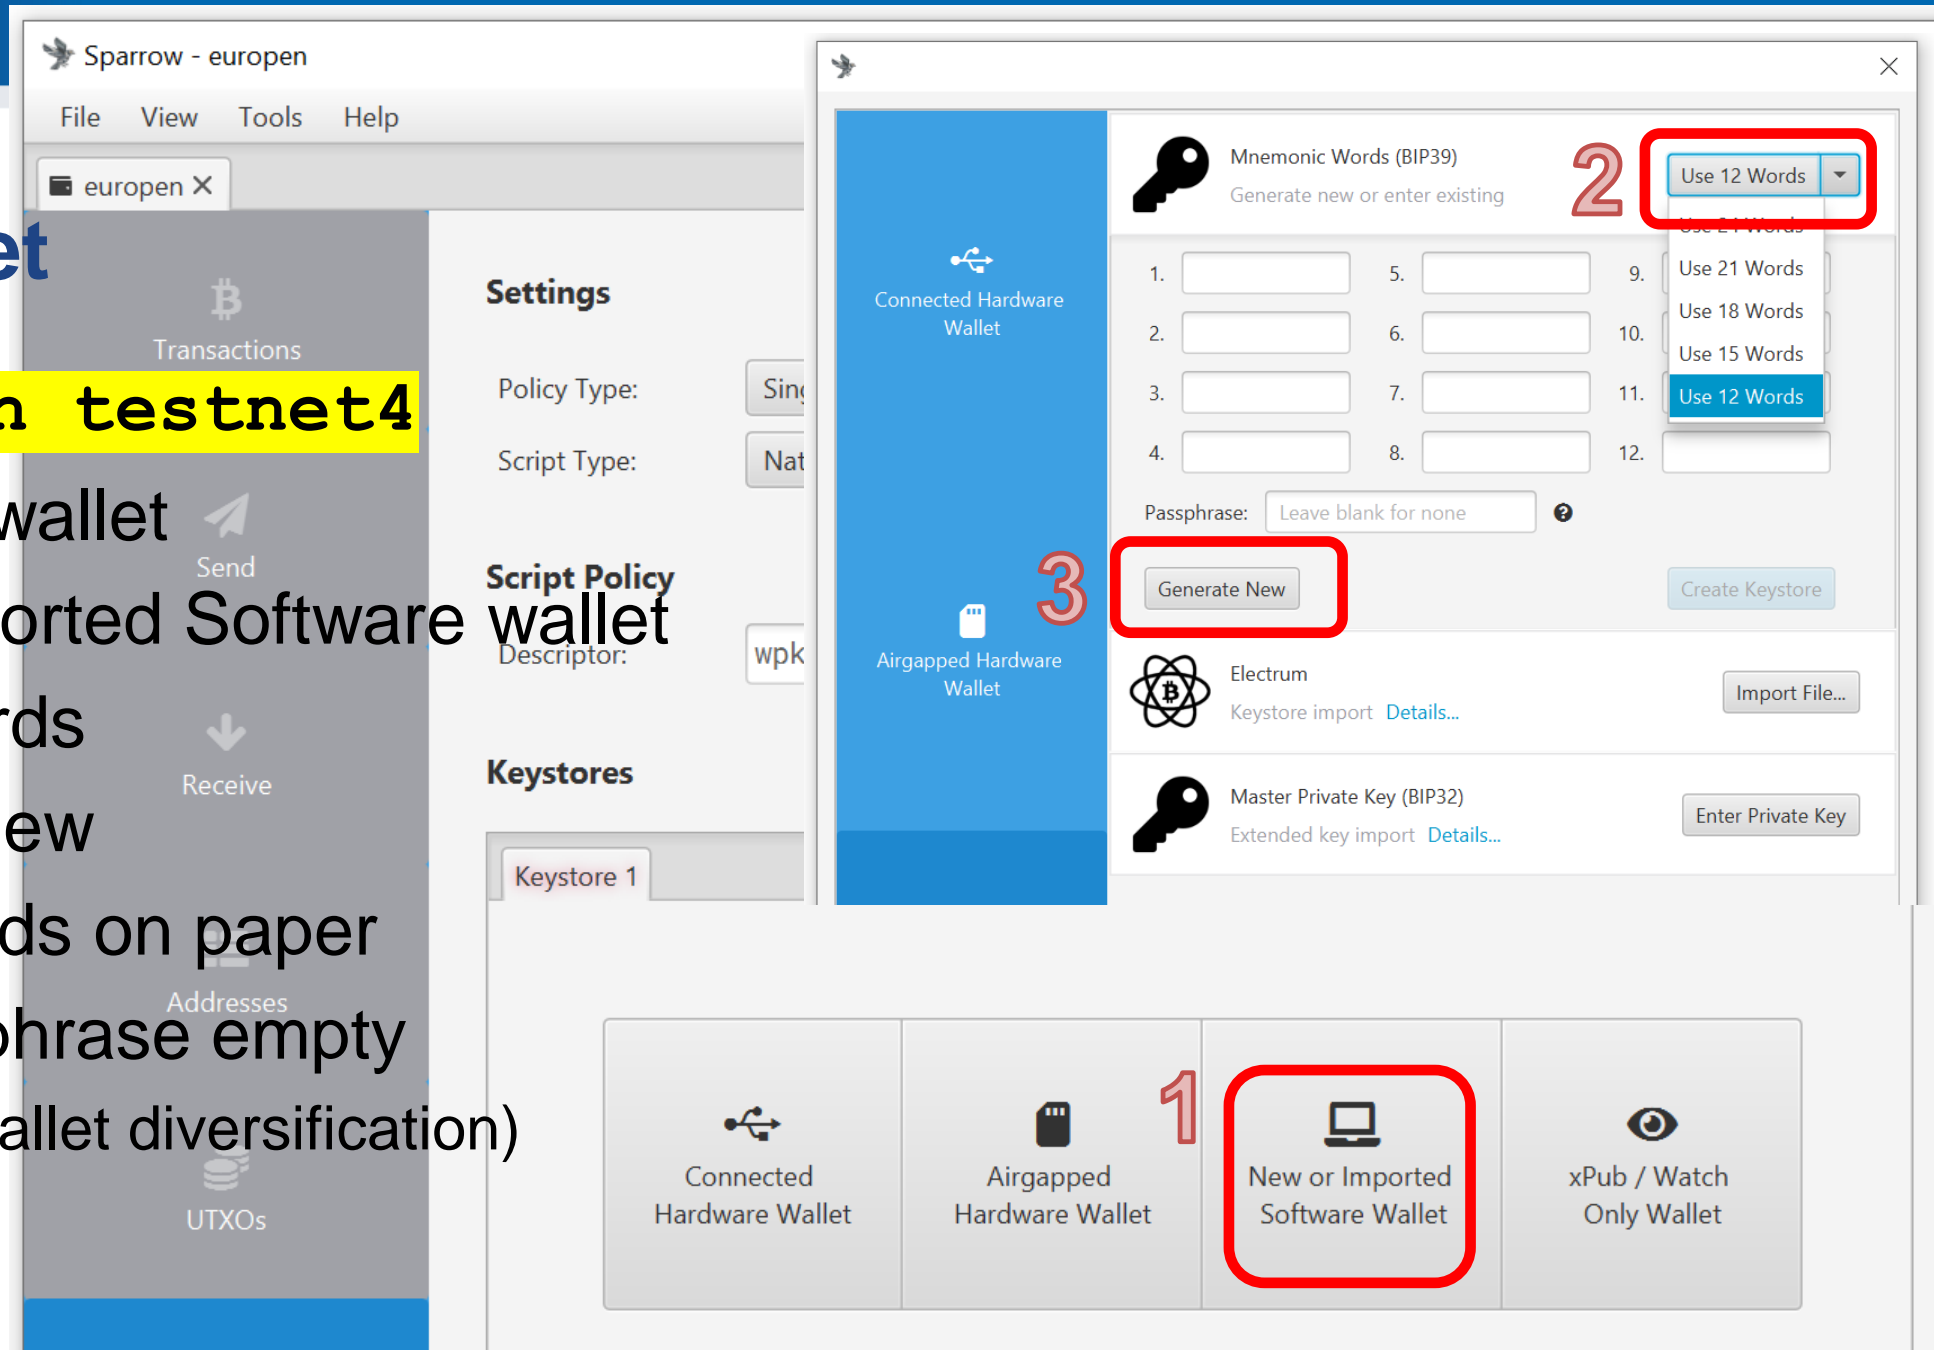 Sparrow - europen
File View Tools Help
europen
et
n testnet4
wallet
orted Software wallet
rds
ew
ds on paper
phrase empty
allet diversification)
Transactions
Send
Receive
Addresses
UTXOs
Settings
Policy Type:
Sing
Script Type:
Nat
Script Policy
Descriptor:
wpk
Keystores
Keystore 1
1
Connected
Hardware Wallet
Airgapped
Hardware Wallet
New or Imported
Software Wallet
xPub / Watch
Only Wallet
Connected Hardware
Wallet
Airgapped Hardware
Wallet
Mnemonic Words (BIP39)
Generate new or enter existing
2
Use 12 Words
Use 24 Words
Use 21 Words
Use 18 Words
Use 15 Words
Use 12 Words
1. 5. 9.
2. 6. 10.
3. 7. 11.
4. 8. 12.
Passphrase: Leave blank for none
3
Generate New
Create Keystore
Electrum
Keystore import Details...
Import File...
Master Private Key (BIP32)
Extended key import Details...
Enter Private Key